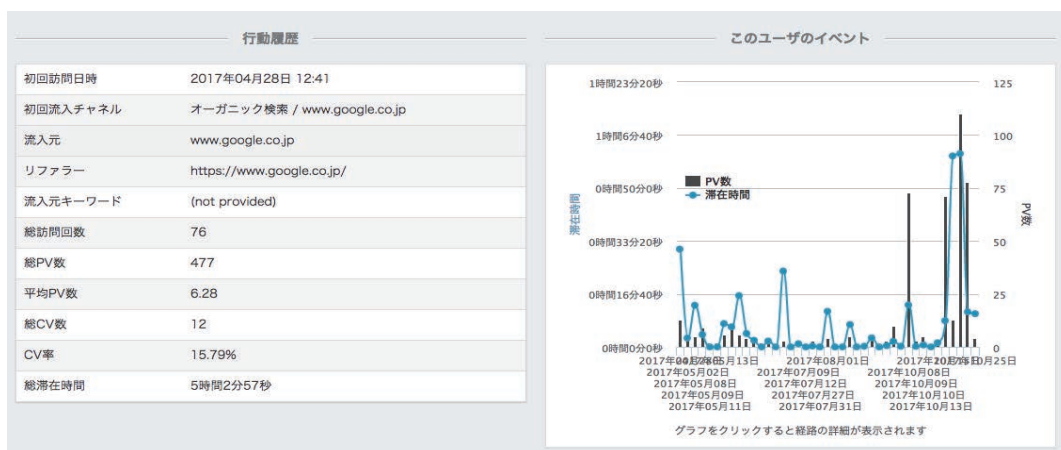 行動履歴
初回訪問日時 2017年04月28日 12:41
初回流入チャネル オーガニック検索 / www.google.co.jp
流入元 www.google.co.jp
リファラー https://www.google.co.jp/
流入元キーワード (not provided)
総訪問回数 76
総PV数 477
平均PV数 6.28
総CV数 12
CV率 15.79%
総滞在時間 5時間2分57秒
このユーザのイベント
1時間23分20秒 125
1時間6分40秒 100
0時間50分0秒 75
0時間33分20秒 50
0時間16分40秒 25
0時間0分0秒 0
滞在時間
PV数
PV数
滞在時間
2017年08月01日
2017年05月02日 2017年07月09日 2017年10月08日
2017年05月08日 2017年07月12日 2017年10月09日
2017年05月09日 2017年07月27日 2017年10月10日
2017年05月11日 2017年07月31日 2017年10月13日
グラフをクリックすると経路の詳細が表示されます